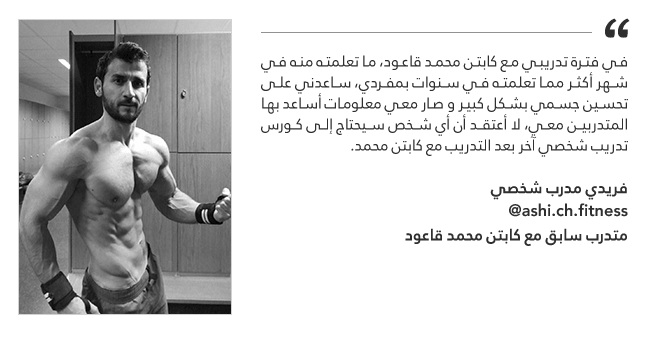 في فترة تدريبي مع كابتن محمد قاعود، ما تعلمته منه في
شهر أكثر مما تعلمته في سنوات بمفردي، ساعدني على
تحسين جسمي بشكل كبير و صار معي معلومات أساعد بها
المتدربين معي، لا أعتقد أن أي شخص سيحتاج إلى كورس
تدريب شخصي آخر بعد التدريب مع كابتن محمد.
فريدي مدرب شخصي
@ashi.ch.fitness
متدرب سابق مع كابتن محمد قاعود